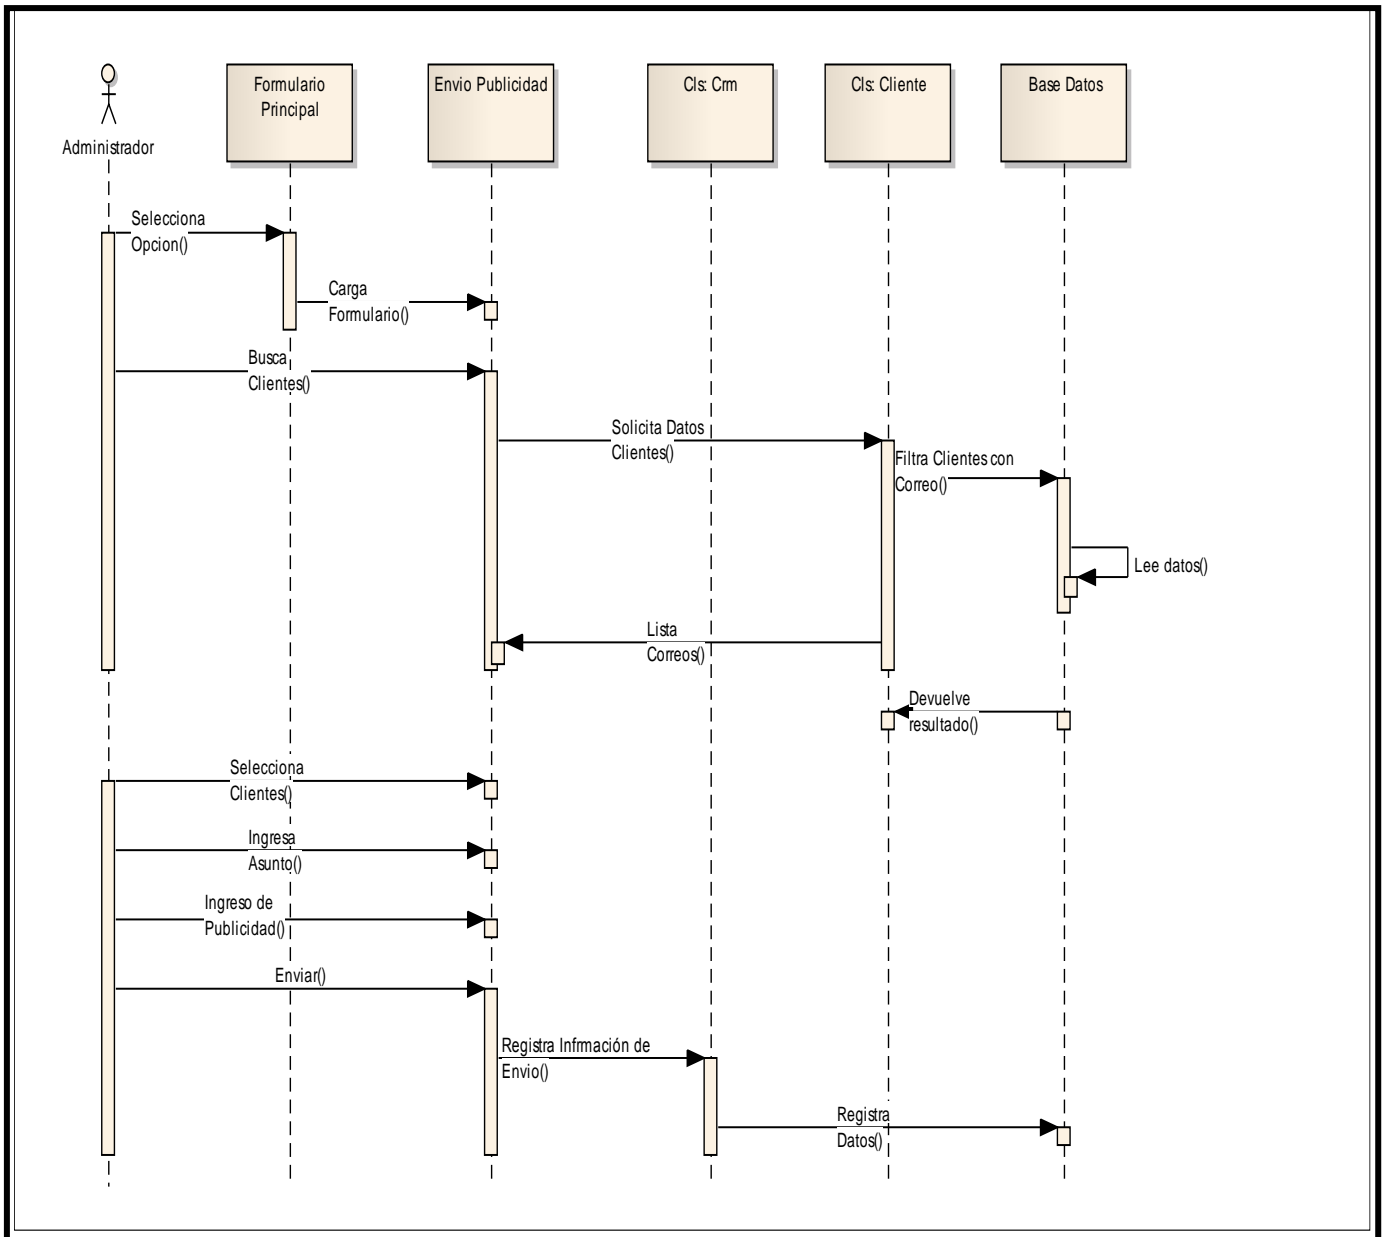 Formulario
Principal
Envio Publicidad
Cls: Crm
Cls: Cliente
Base Datos
Administrador
Selecciona
Opcion()
Carga
Formulario()
Busca
Clientes()
Solicita Datos
Clientes()
Filtra Clientes con
Correo()
Lee datos()
Lista
Correos()
Devuelve
resultado()
Selecciona
Clientes()
Ingresa
Asunto()
Ingreso de
Publicidad()
Enviar()
Registra Infrmación de
Envio()
Registra
Datos()